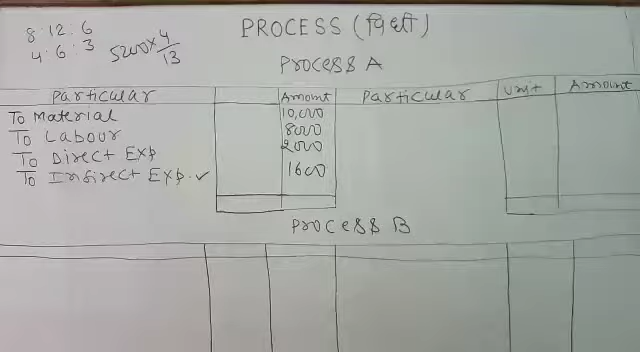 8:12:6
4:6:3
5200 × 4/13
PROCESS (विधि)
PROCESS A
Particular Amount Particular Unit Amount
To Material 10,000
To Labour 8000
To Direct Exp 2000
To Indirect Exp. ✓ 1600
PROCESS B